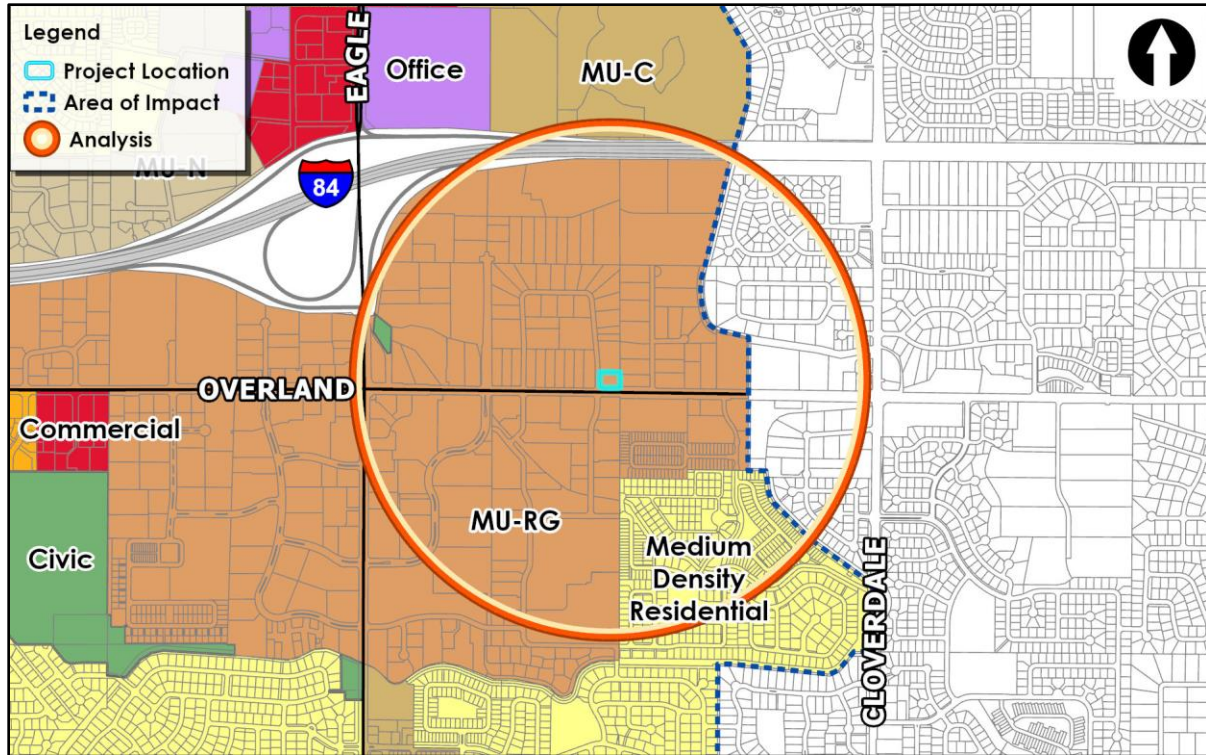 Legend
Project Location
Area of Impact
Analysis
EAGLE
Office
MU-C
MU-N
84
OVERLAND
Commercial
MU-RG
Civic
Medium
Density
Residential
CLOVERDALE